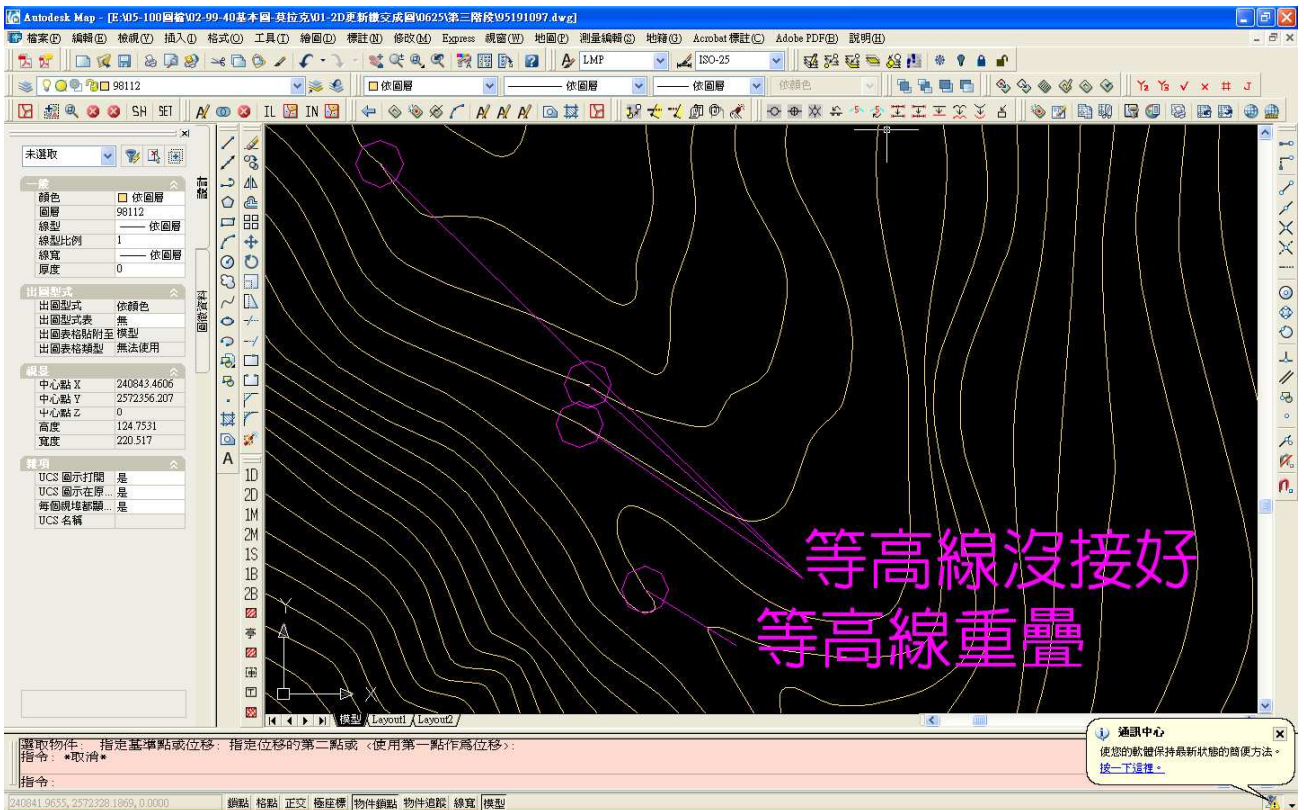 Autodesk Map - [E:\05-100圖檔\02-99-40基本圖-莫拉克\01-2D更新繳交成圖\0625\第三階段\95191097.dwg]
檔案(F) 編輯(E) 檢視(V) 插入(I) 格式(O) 工具(T) 繪圖(D) 標註(N) 修改(M) Express 視窗(W) 地圖(P) 測量編輯(S) 地籍(G) Acrobat 標註(C) Adobe PDF(B) 說明(H)
LMP ISO-25
98112 依圖層 依圖層 依圖層 依顏色
SH SET IL IN
未選取
一般
顏色 依圖層
圖層 98112
線型 依圖層
線型比例 1
線寬 依圖層
厚度 0
出圖型式
出圖型式 依顏色
出圖型式表 無
出圖表格貼附至 模型
出圖表格類型 無法使用
視景
中心點 X 240843.4606
中心點 Y 2572356.207
中心點 Z 0
高度 124.7531
寬度 220.517
雜項
UCS 圖示打開 是
UCS 圖示在原... 是
每個視埠都顯... 是
UCS 名稱
A
1D
2D
1M
2M
1S
1B
2B
等高線沒接好
等高線重疊
Y
X
模型 Layout1 Layout2
選取物件: 指定基準點或位移: 指定位移的第二點或 <使用第一點作為位移>:
指令: *取消*
指令:
通訊中心
使您的軟體保持最新狀態的簡便方法。
按一下這裡。
240841.9655, 2572328.1869, 0.0000 鎖點 格點 正交 極座標 物件鎖點 物件追蹤 線寬 模型